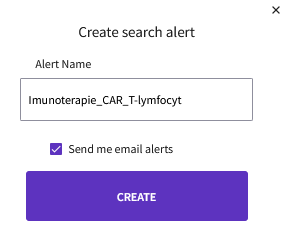 Create search alert
Alert Name
Imunoterapie_CAR_T-lymfocyt
Send me email alerts
CREATE